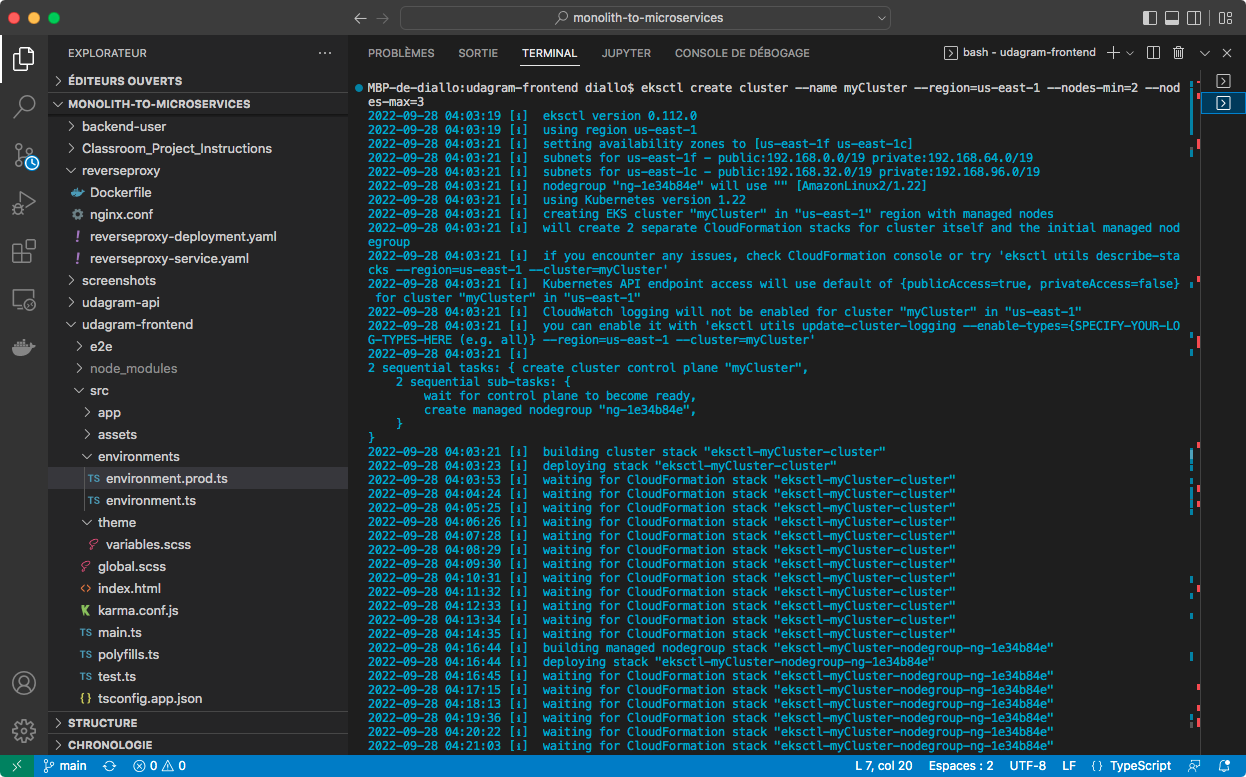 monolith-to-microservices
EXPLORATEUR
ÉDITEURS OUVERTS
MONOLITH-TO-MICROSERVICES
backend-user
Classroom_Project_Instructions
reverseproxy
Dockerfile
nginx.conf
! reverseproxy-deployment.yaml
! reverseproxy-service.yaml
screenshots
udagram-api
udagram-frontend
e2e
node_modules
src
app
assets
environments
TS environment.prod.ts
TS environment.ts
theme
variables.scss
global.scss
<> index.html
karma.conf.js
TS main.ts
TS polyfills.ts
TS test.ts
{} tsconfig.app.json
STRUCTURE
CHRONOLOGIE
PROBLÈMES SORTIE TERMINAL JUPYTER CONSOLE DE DÉBOGAGE
bash - udagram-frontend
MBP-de-diallo:udagram-frontend diallo$ eksctl create cluster --name myCluster --region=us-east-1 --nodes-min=2 --nod
es-max=3
2022-09-28 04:03:19 [ℹ]  eksctl version 0.112.0
2022-09-28 04:03:19 [ℹ]  using region us-east-1
2022-09-28 04:03:21 [ℹ]  setting availability zones to [us-east-1f us-east-1c]
2022-09-28 04:03:21 [ℹ]  subnets for us-east-1f - public:192.168.0.0/19 private:192.168.64.0/19
2022-09-28 04:03:21 [ℹ]  subnets for us-east-1c - public:192.168.32.0/19 private:192.168.96.0/19
2022-09-28 04:03:21 [ℹ]  nodegroup "ng-1e34b84e" will use "" [AmazonLinux2/1.22]
2022-09-28 04:03:21 [ℹ]  using Kubernetes version 1.22
2022-09-28 04:03:21 [ℹ]  creating EKS cluster "myCluster" in "us-east-1" region with managed nodes
2022-09-28 04:03:21 [ℹ]  will create 2 separate CloudFormation stacks for cluster itself and the initial managed nod
egroup
2022-09-28 04:03:21 [ℹ]  if you encounter any issues, check CloudFormation console or try 'eksctl utils describe-sta
cks --region=us-east-1 --cluster=myCluster'
2022-09-28 04:03:21 [ℹ]  Kubernetes API endpoint access will use default of {publicAccess=true, privateAccess=false}
for cluster "myCluster" in "us-east-1"
2022-09-28 04:03:21 [ℹ]  CloudWatch logging will not be enabled for cluster "myCluster" in "us-east-1"
2022-09-28 04:03:21 [ℹ]  you can enable it with 'eksctl utils update-cluster-logging --enable-types={SPECIFY-YOUR-LO
G-TYPES-HERE (e.g. all)} --region=us-east-1 --cluster=myCluster'
2022-09-28 04:03:21 [ℹ]
2 sequential tasks: { create cluster control plane "myCluster",
2 sequential sub-tasks: {
wait for control plane to become ready,
create managed nodegroup "ng-1e34b84e",
}
}
2022-09-28 04:03:21 [ℹ]  building cluster stack "eksctl-myCluster-cluster"
2022-09-28 04:03:23 [ℹ]  deploying stack "eksctl-myCluster-cluster"
2022-09-28 04:03:53 [ℹ]  waiting for CloudFormation stack "eksctl-myCluster-cluster"
2022-09-28 04:04:24 [ℹ]  waiting for CloudFormation stack "eksctl-myCluster-cluster"
2022-09-28 04:05:25 [ℹ]  waiting for CloudFormation stack "eksctl-myCluster-cluster"
2022-09-28 04:06:26 [ℹ]  waiting for CloudFormation stack "eksctl-myCluster-cluster"
2022-09-28 04:07:28 [ℹ]  waiting for CloudFormation stack "eksctl-myCluster-cluster"
2022-09-28 04:08:29 [ℹ]  waiting for CloudFormation stack "eksctl-myCluster-cluster"
2022-09-28 04:09:30 [ℹ]  waiting for CloudFormation stack "eksctl-myCluster-cluster"
2022-09-28 04:10:31 [ℹ]  waiting for CloudFormation stack "eksctl-myCluster-cluster"
2022-09-28 04:11:32 [ℹ]  waiting for CloudFormation stack "eksctl-myCluster-cluster"
2022-09-28 04:12:33 [ℹ]  waiting for CloudFormation stack "eksctl-myCluster-cluster"
2022-09-28 04:13:34 [ℹ]  waiting for CloudFormation stack "eksctl-myCluster-cluster"
2022-09-28 04:14:35 [ℹ]  waiting for CloudFormation stack "eksctl-myCluster-cluster"
2022-09-28 04:16:44 [ℹ]  building managed nodegroup stack "eksctl-myCluster-nodegroup-ng-1e34b84e"
2022-09-28 04:16:44 [ℹ]  deploying stack "eksctl-myCluster-nodegroup-ng-1e34b84e"
2022-09-28 04:16:45 [ℹ]  waiting for CloudFormation stack "eksctl-myCluster-nodegroup-ng-1e34b84e"
2022-09-28 04:17:15 [ℹ]  waiting for CloudFormation stack "eksctl-myCluster-nodegroup-ng-1e34b84e"
2022-09-28 04:18:13 [ℹ]  waiting for CloudFormation stack "eksctl-myCluster-nodegroup-ng-1e34b84e"
2022-09-28 04:19:36 [ℹ]  waiting for CloudFormation stack "eksctl-myCluster-nodegroup-ng-1e34b84e"
2022-09-28 04:20:22 [ℹ]  waiting for CloudFormation stack "eksctl-myCluster-nodegroup-ng-1e34b84e"
2022-09-28 04:21:03 [ℹ]  waiting for CloudFormation stack "eksctl-myCluster-nodegroup-ng-1e34b84e"
main 0 0 L 7, col 20 Espaces : 2 UTF-8 LF {} TypeScript